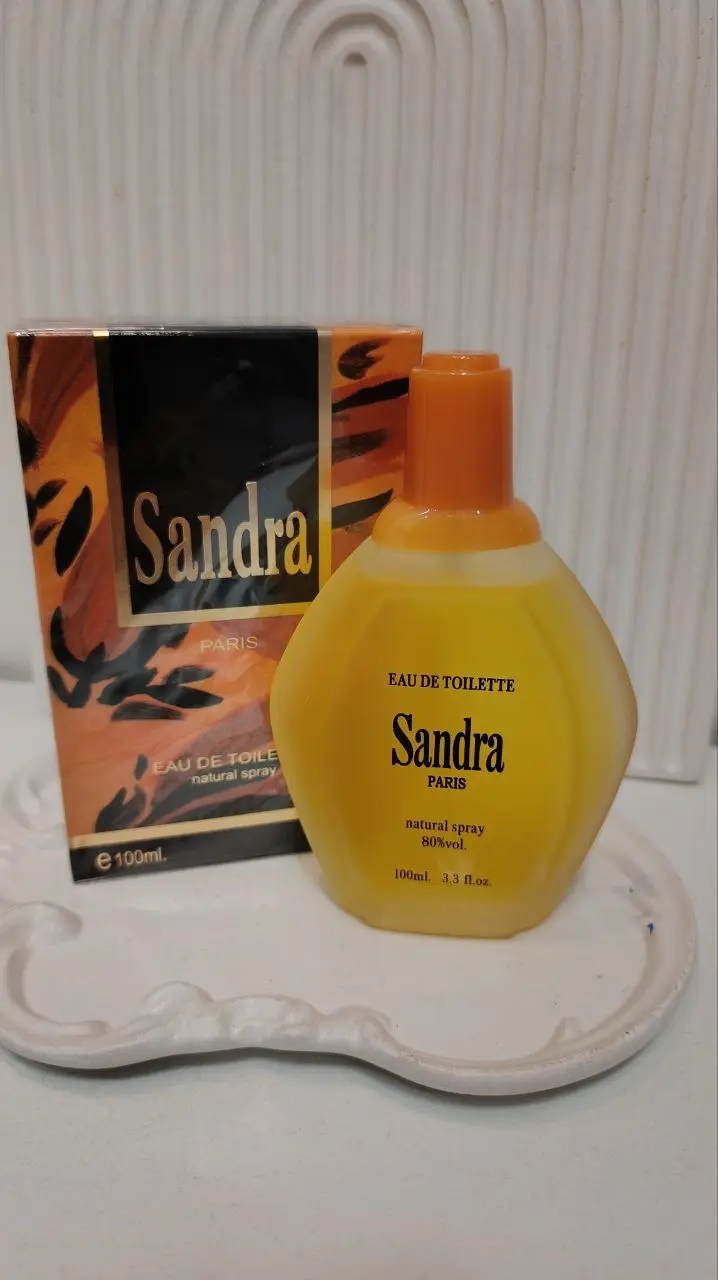 Sandra
PARIS
EAU DE TOILE
natural spray
e 100ml.
EAU DE TOILETTE
Sandra
PARIS
natural spray
80%vol.
100ml. 3.3 fl.oz.